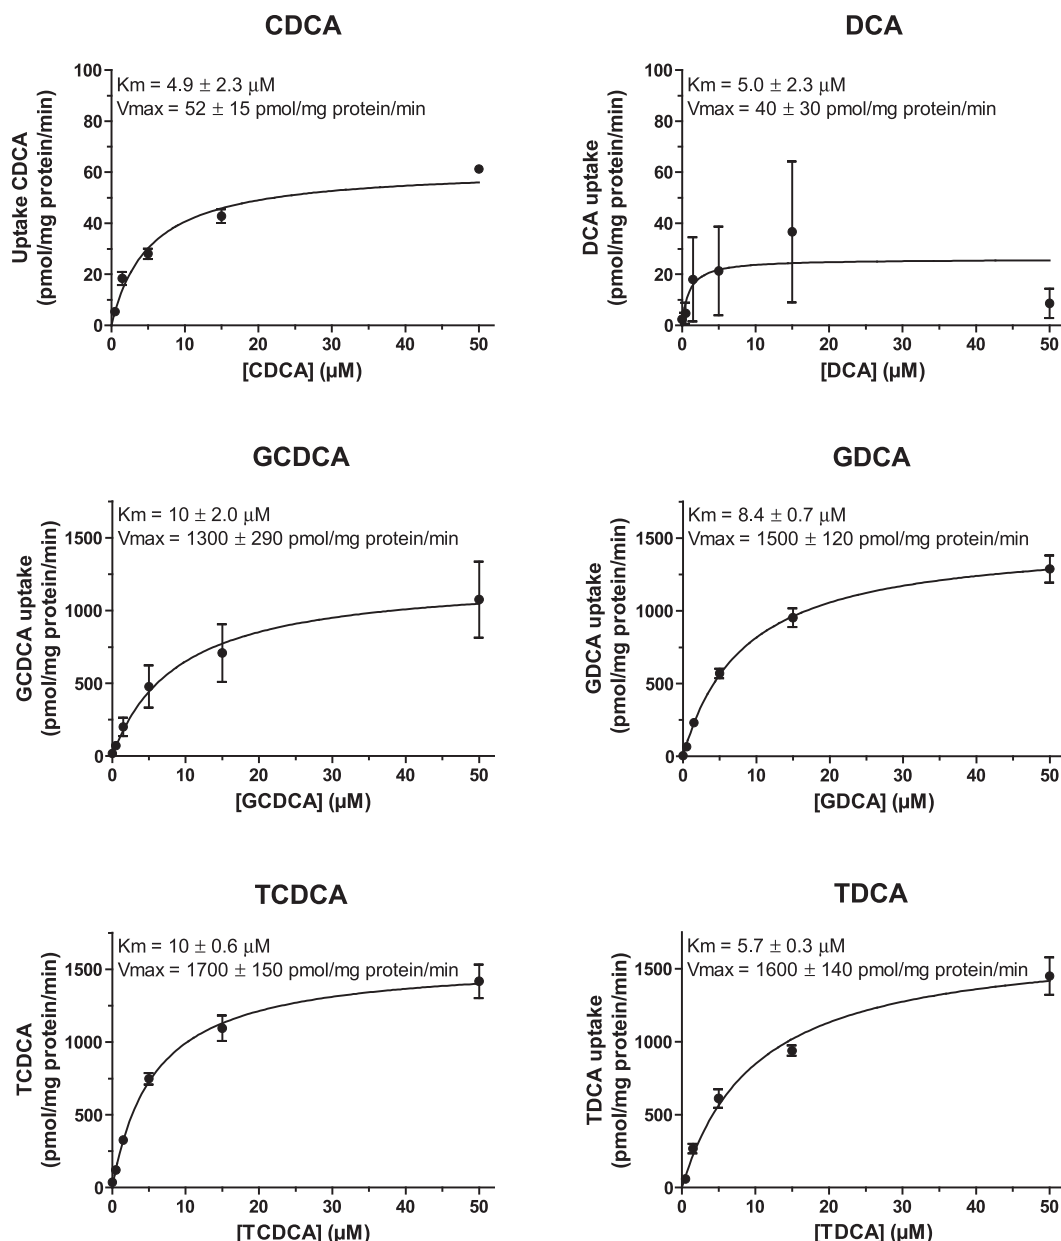 CDCA
Km = 4.9 ± 2.3 µM
Vmax = 52 ± 15 pmol/mg protein/min
Uptake CDCA
(pmol/mg protein/min)
100
80
60
40
20
0
0 10 20 30 40 50
[CDCA] (µM)
DCA
Km = 5.0 ± 2.3 µM
Vmax = 40 ± 30 pmol/mg protein/min
DCA uptake
(pmol/mg protein/min)
100
80
60
40
20
0
0 10 20 30 40 50
[DCA] (µM)
GCDCA
Km = 10 ± 2.0 µM
Vmax = 1300 ± 290 pmol/mg protein/min
GCDCA uptake
(pmol/mg protein/min)
1500
1000
500
0
0 10 20 30 40 50
[GCDCA] (µM)
GDCA
Km = 8.4 ± 0.7 µM
Vmax = 1500 ± 120 pmol/mg protein/min
GDCA uptake
(pmol/mg protein/min)
1500
1000
500
0
0 10 20 30 40 50
[GDCA] (µM)
TCDCA
Km = 10 ± 0.6 µM
Vmax = 1700 ± 150 pmol/mg protein/min
TCDCA
(pmol/mg protein/min)
1500
1000
500
0
0 10 20 30 40 50
[TCDCA] (µM)
TDCA
Km = 5.7 ± 0.3 µM
Vmax = 1600 ± 140 pmol/mg protein/min
TDCA uptake
(pmol/mg protein/min)
1500
1000
500
0
0 10 20 30 40 50
[TDCA] (µM)